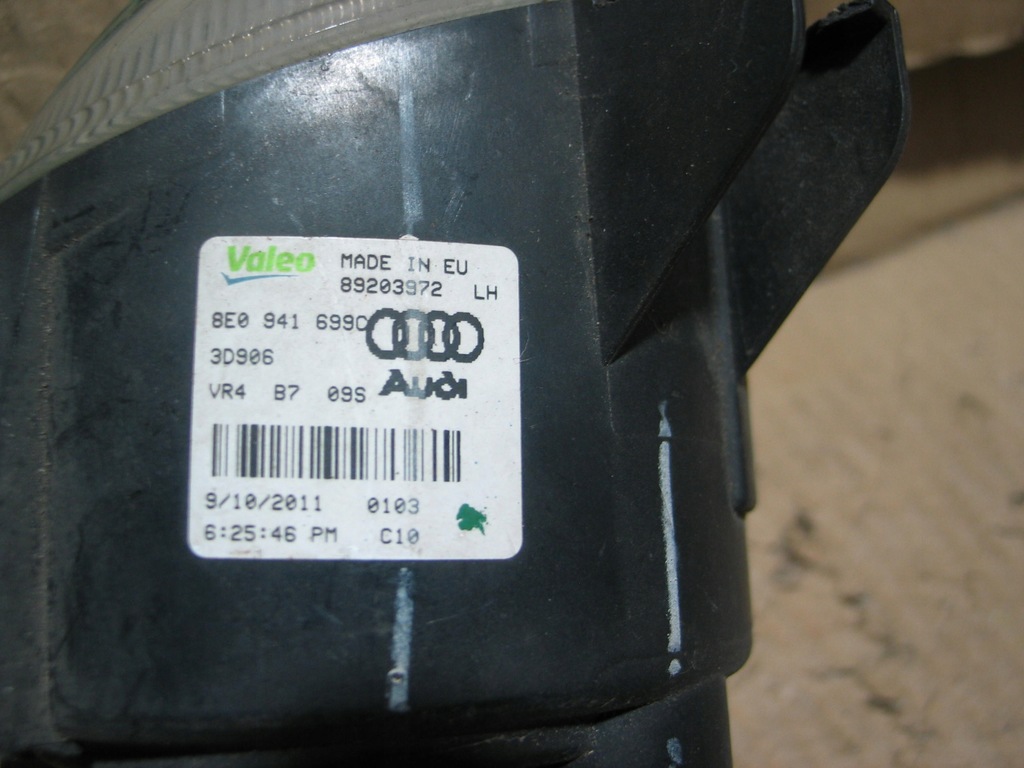 Valeo MADE IN EU
89203972 LH
8E0 941 699C
3D906
VR4 B7 09S Audi
9/10/2011 0103
6:25:46 PM C10